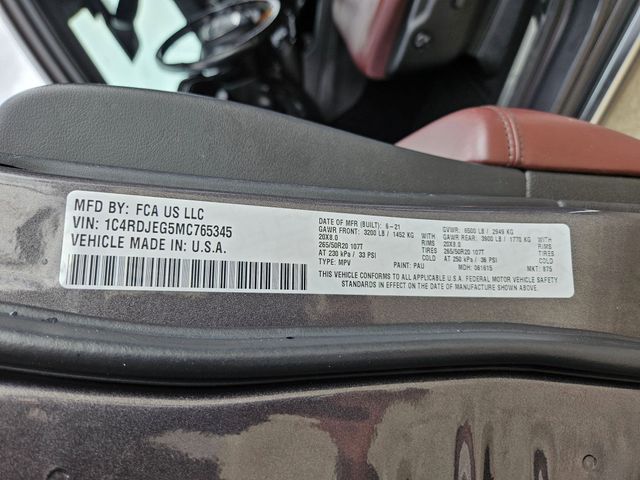 MFD BY: FCA US LLC
VIN: 1C4RDJEG5MC765345
VEHICLE MADE IN: U.S.A.
DATE OF MFR (BUILT): 6-21 GVWR: 6500 LB / 2949 KG
GAWR FRONT: 3200 LB / 1452 KG WITH GAWR REAR: 3900 LB / 1770 KG WITH
20X8.0 RIMS 20X8.0 RIMS
265/50R20 107T TIRES 265/50R20 107T TIRES
AT 230 kPa / 33 PSI COLD AT 250 kPa / 36 PSI COLD
TYPE: MPV PAINT: PAU MDH: 061615 MKT: 875
THIS VEHICLE CONFORMS TO ALL APPLICABLE U.S.A. FEDERAL MOTOR VEHICLE SAFETY
STANDARDS IN EFFECT ON THE DATE OF MANUFACTURE SHOWN ABOVE.